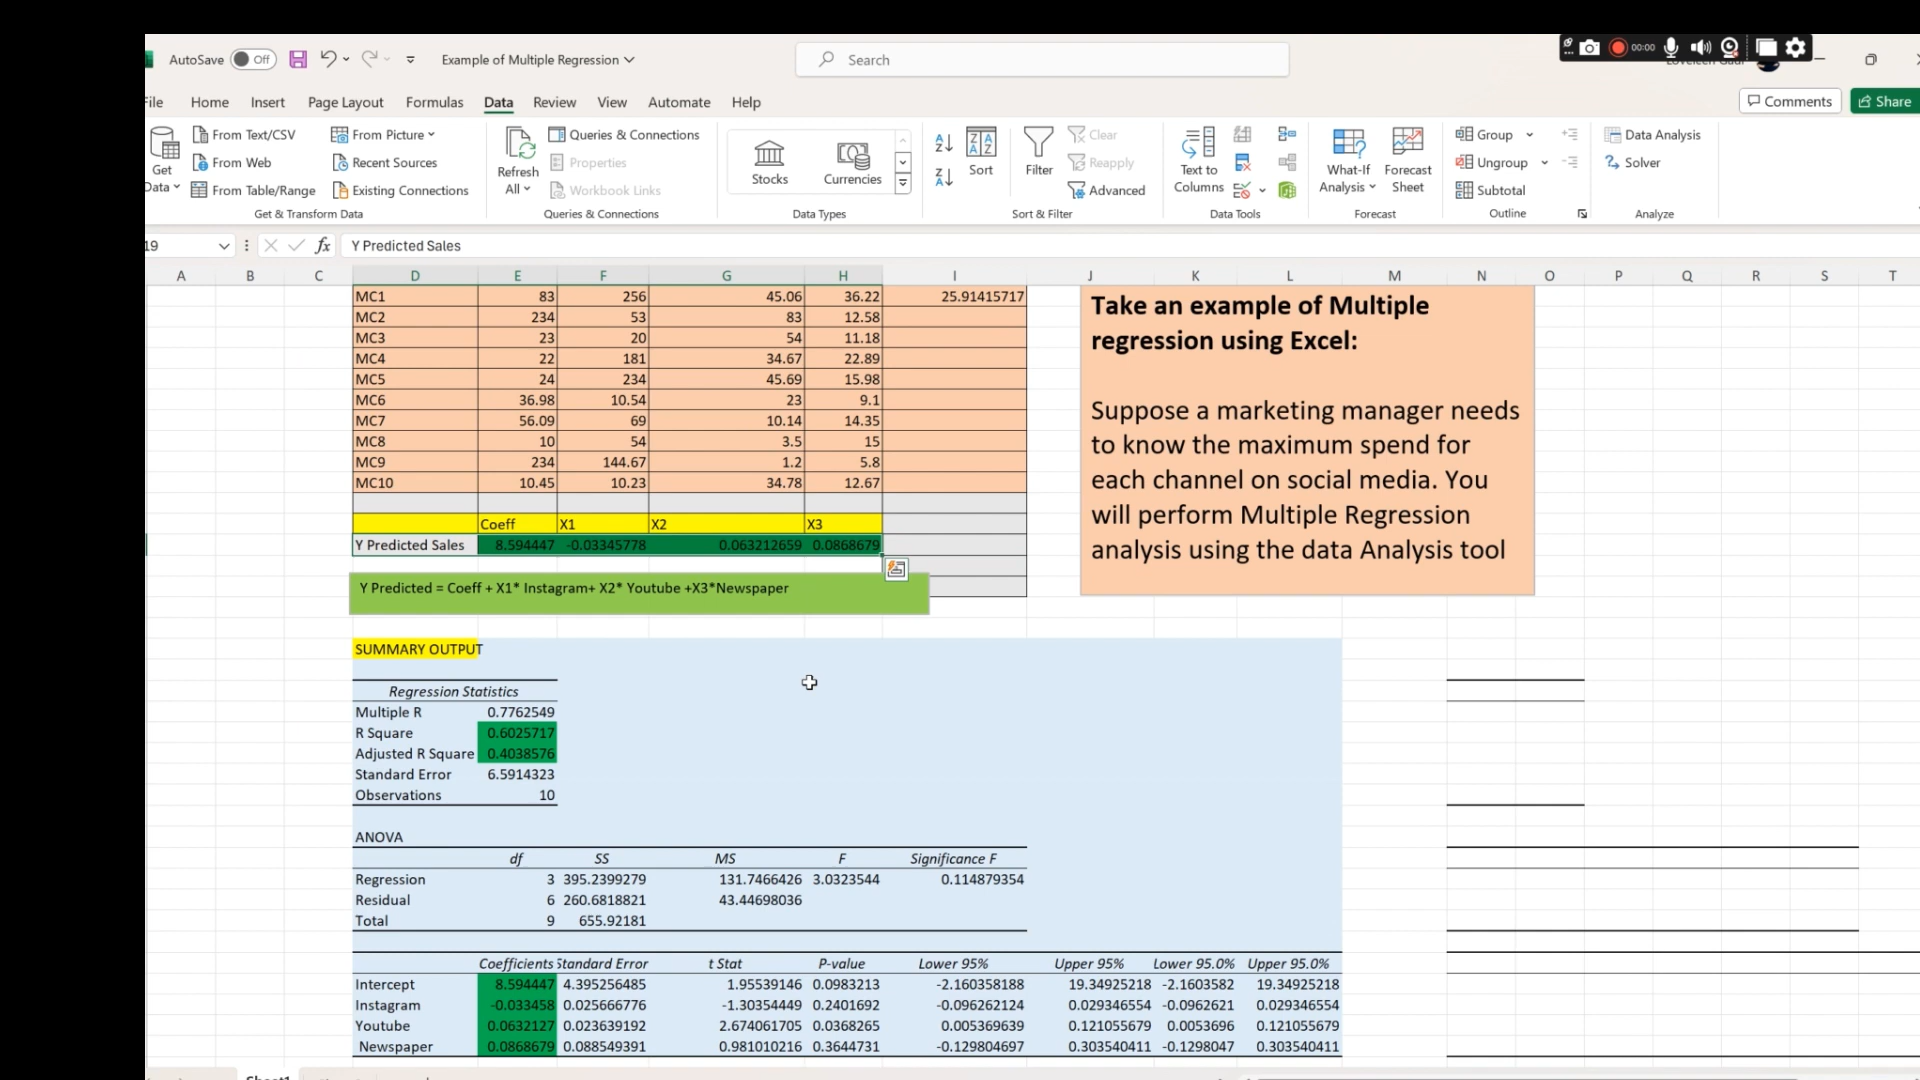 AutoSave Off Example of Multiple Regression Search 00:00
File Home Insert Page Layout Formulas Data Review View Automate Help Comments Share
From Text/CSV From Picture Queries & Connections Clear Group Data Analysis
From Web Recent Sources Properties Reapply Ungroup Solver
From Table/Range Existing Connections Workbook Links Advanced Subtotal
Get Data Refresh All Stocks Currencies Sort Filter Text to Columns What-If Analysis Forecast Sheet
Get & Transform Data Queries & Connections Data Types Sort & Filter Data Tools Forecast Outline Analyze
19 fx Y Predicted Sales
A B C D E F G H I J K L M N O P Q R S T
MC1 83 256 45.06 36.22 25.91415717
MC2 234 53 83 12.58
MC3 23 20 54 11.18
MC4 22 181 34.67 22.89
MC5 24 234 45.69 15.98
MC6 36.98 10.54 23 9.1
MC7 56.09 69 10.14 14.35
MC8 10 54 3.5 15
MC9 234 144.67 1.2 5.8
MC10 10.45 10.23 34.78 12.67
Coeff X1 X2 X3
Y Predicted Sales 8.594447 -0.03345778 0.063212659 0.0868679
Y Predicted = Coeff + X1* Instagram+ X2* Youtube +X3*Newspaper
Take an example of Multiple
regression using Excel:
Suppose a marketing manager needs
to know the maximum spend for
each channel on social media. You
will perform Multiple Regression
analysis using the data Analysis tool
SUMMARY OUTPUT
Regression Statistics
Multiple R 0.7762549
R Square 0.6025717
Adjusted R Square 0.4038576
Standard Error 6.5914323
Observations 10
ANOVA
df SS MS F Significance F
Regression 3 395.2399279 131.7466426 3.0323544 0.114879354
Residual 6 260.6818821 43.44698036
Total 9 655.92181
Coefficients Standard Error t Stat P-value Lower 95% Upper 95% Lower 95.0% Upper 95.0%
Intercept 8.594447 4.395256485 1.95539146 0.0983213 -2.160358188 19.34925218 -2.1603582 19.34925218
Instagram -0.033458 0.025666776 -1.30354449 0.2401692 -0.096262124 0.029346554 -0.0962621 0.029346554
Youtube 0.0632127 0.023639192 2.674061705 0.0368265 0.005369639 0.121055679 0.0053696 0.121055679
Newspaper 0.0868679 0.088549391 0.981010216 0.3644731 -0.129804697 0.303540411 -0.1298047 0.303540411
Sheet1